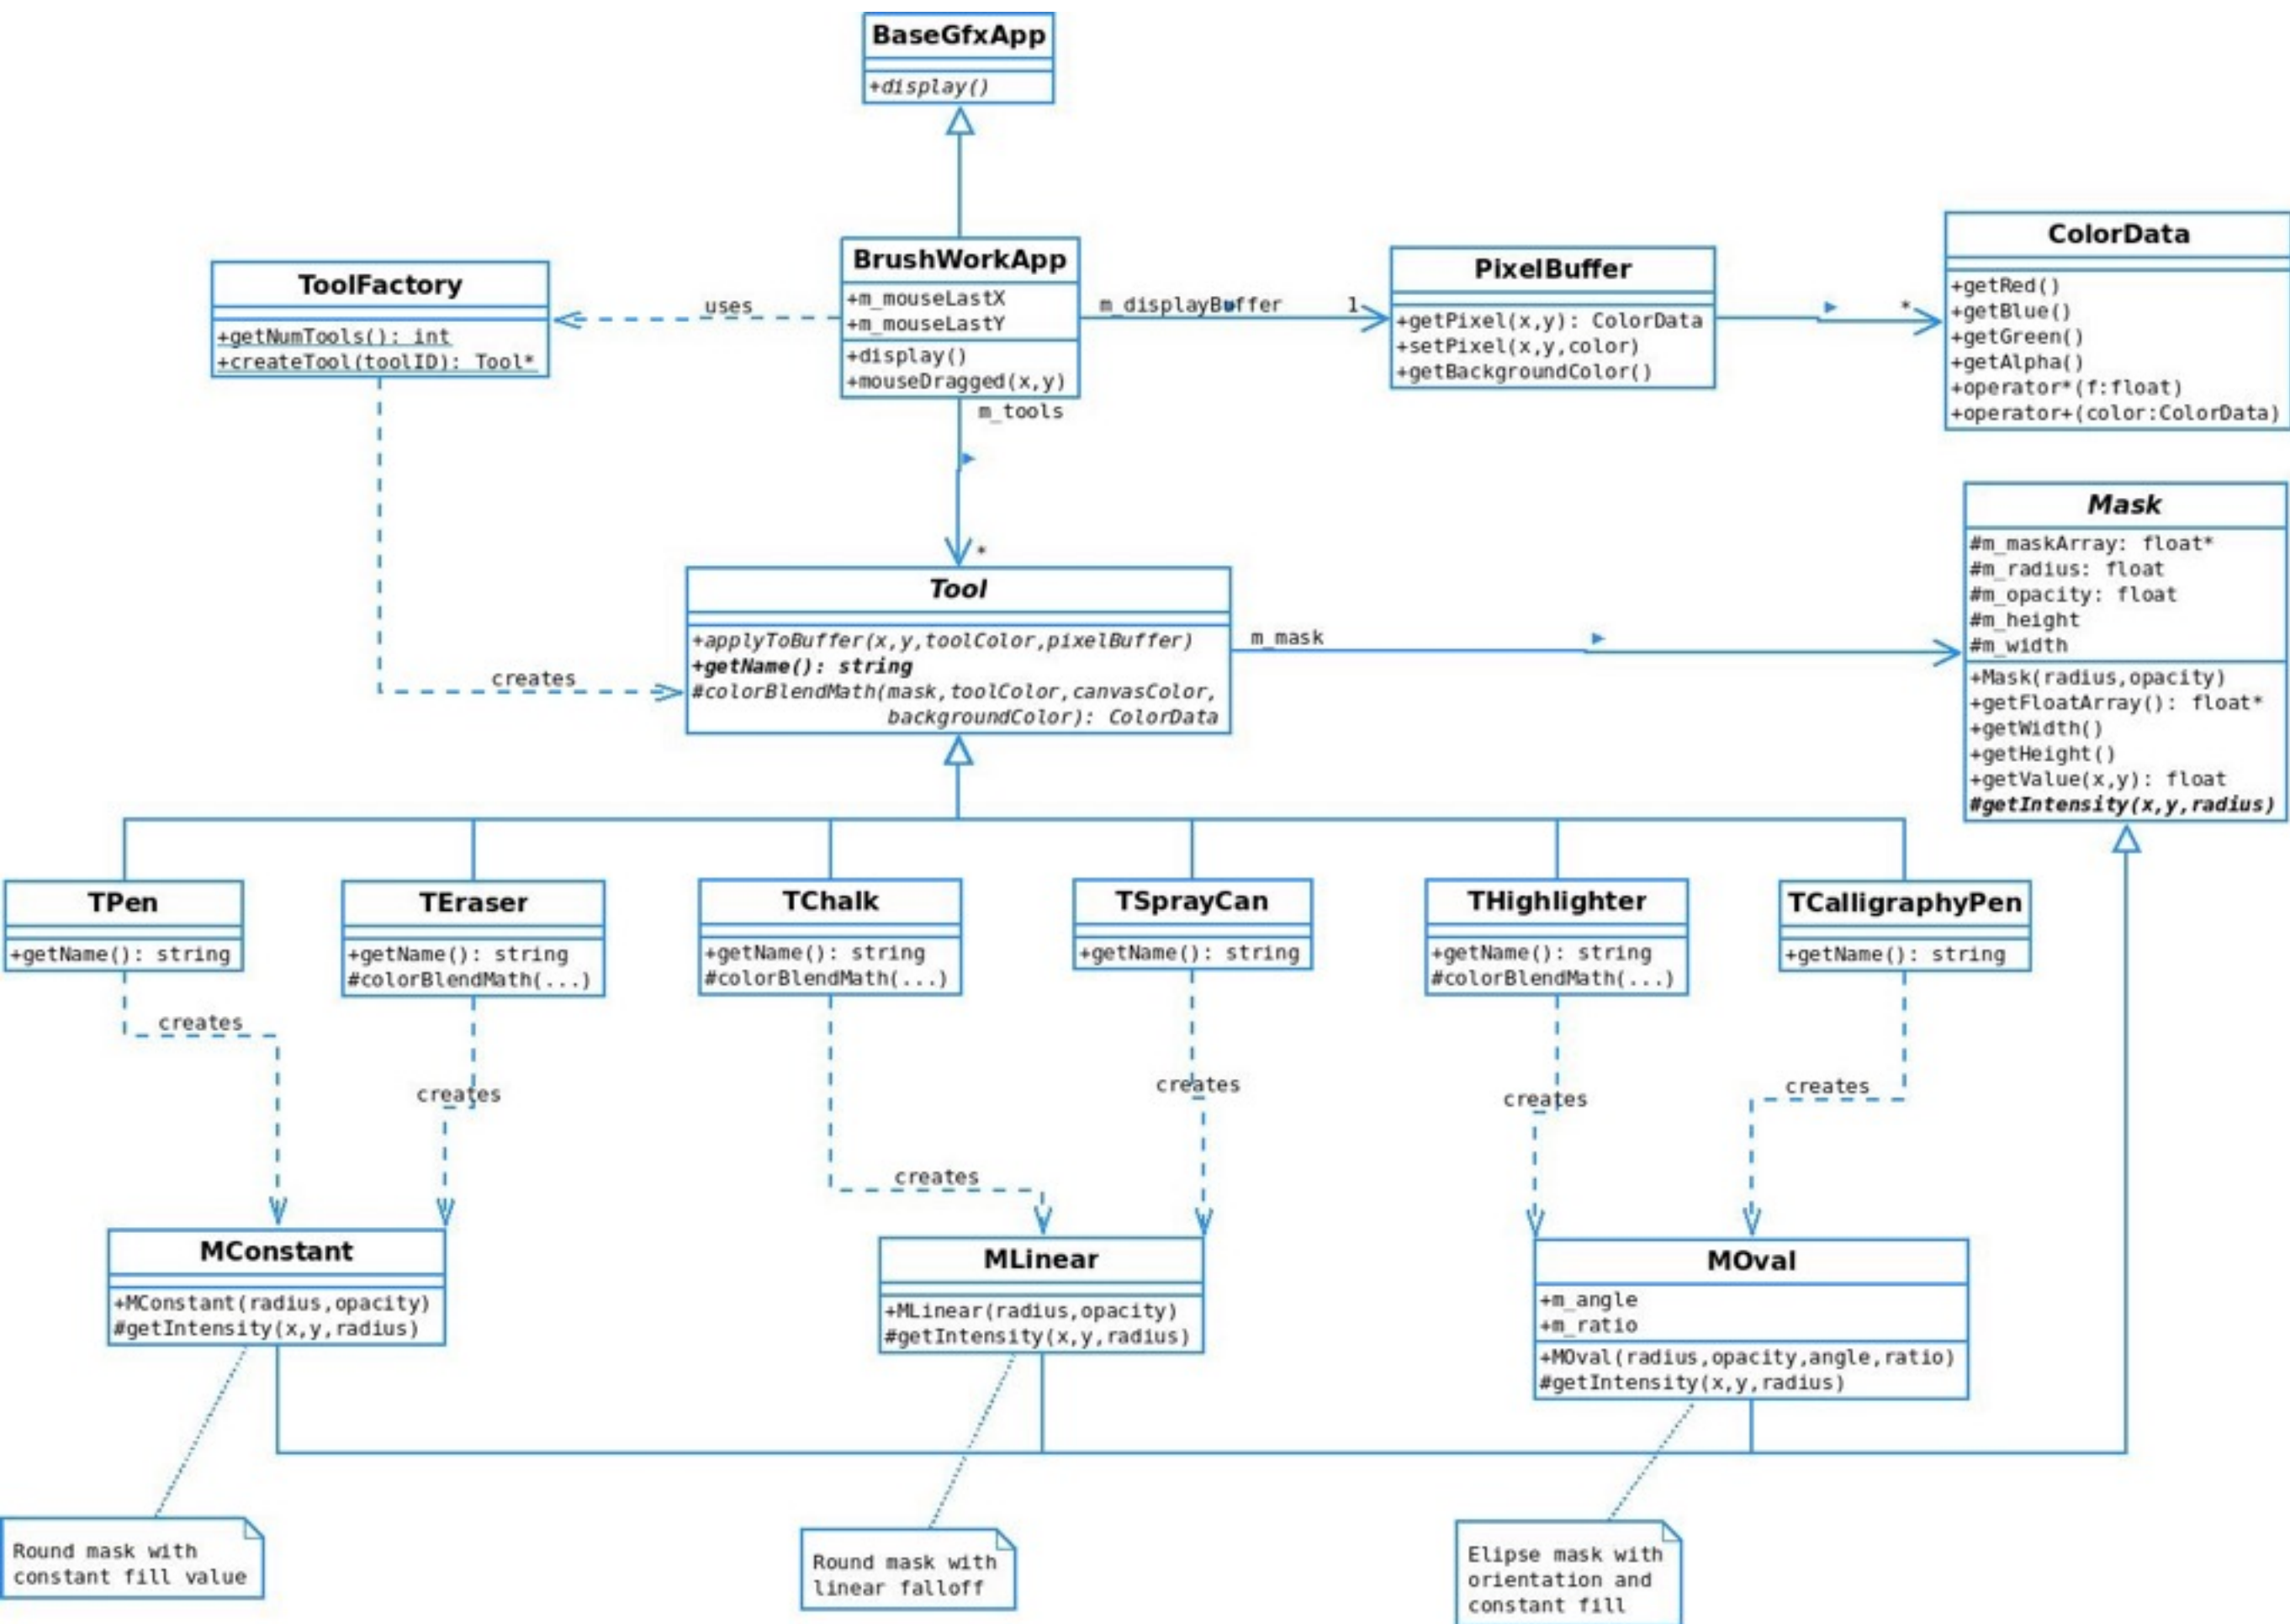 BaseGfxApp
+display()
ToolFactory
+getNumTools(): int
+createTool(toolID): Tool*
uses
BrushWorkApp
+m_mouseLastX
+m_mouseLastY
+display()
+mouseDragged(x,y)
m_displayBuffer
1
PixelBuffer
+getPixel(x,y): ColorData
+setPixel(x,y,color)
+getBackgroundColor()
*
ColorData
+getRed()
+getBlue()
+getGreen()
+getAlpha()
+operator*(f:float)
+operator+(color:ColorData)
m_tools
*
creates
Tool
+applyToBuffer(x,y,toolColor,pixelBuffer)
+getName(): string
#colorBlendMath(mask,toolColor,canvasColor,
backgroundColor): ColorData
m_mask
Mask
#m_maskArray: float*
#m_radius: float
#m_opacity: float
#m_height
#m_width
+Mask(radius,opacity)
+getFloatArray(): float*
+getWidth()
+getHeight()
+getValue(x,y): float
#getIntensity(x,y,radius)
TPen
+getName(): string
TEraser
+getName(): string
#colorBlendMath(...)
TChalk
+getName(): string
#colorBlendMath(...)
TSprayCan
+getName(): string
THighlighter
+getName(): string
#colorBlendMath(...)
TCalligraphyPen
+getName(): string
creates
creates
creates
creates
creates
creates
MConstant
+MConstant(radius,opacity)
#getIntensity(x,y,radius)
MLinear
+MLinear(radius,opacity)
#getIntensity(x,y,radius)
MOval
+m_angle
+m_ratio
+MOval(radius,opacity,angle,ratio)
#getIntensity(x,y,radius)
Round mask with
constant fill value
Round mask with
linear falloff
Elipse mask with
orientation and
constant fill